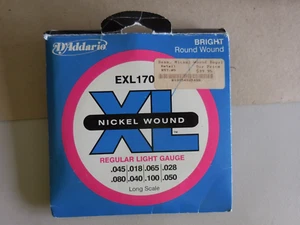 D'Addario
BRIGHT
Round Wound
EXL170
XL
NICKEL WOUND
REGULAR LIGHT GAUGE
.045 .018 .065 .028
.080 .040 .100 .050
Long Scale